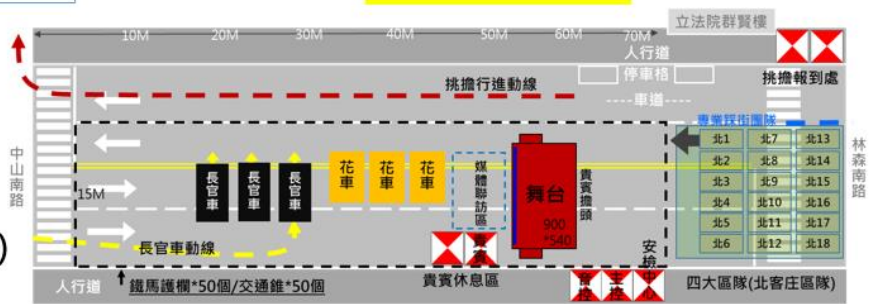 立法院群賢樓
10M 20M 30M 40M 50M 60M 70M
人行道
停車格
挑擔行進動線
挑擔報到處
----車道----
專業踩街團隊
中山南路
林森南路
北1 北7 北13
北2 北8 北14
北3 北9 北15
北4 北10 北16
北5 北11 北17
北6 北12 北18
長官車
長官車
長官車
花車
花車
花車
媒體聯訪區
舞台
900
*540
貴賓擔頭
15M
長官車動線
貴賓
安檢中心
音控
主控
人行道
鐵馬護欄*50個/交通錐*50個
貴賓休息區
四大區隊(北客庄區隊)
)